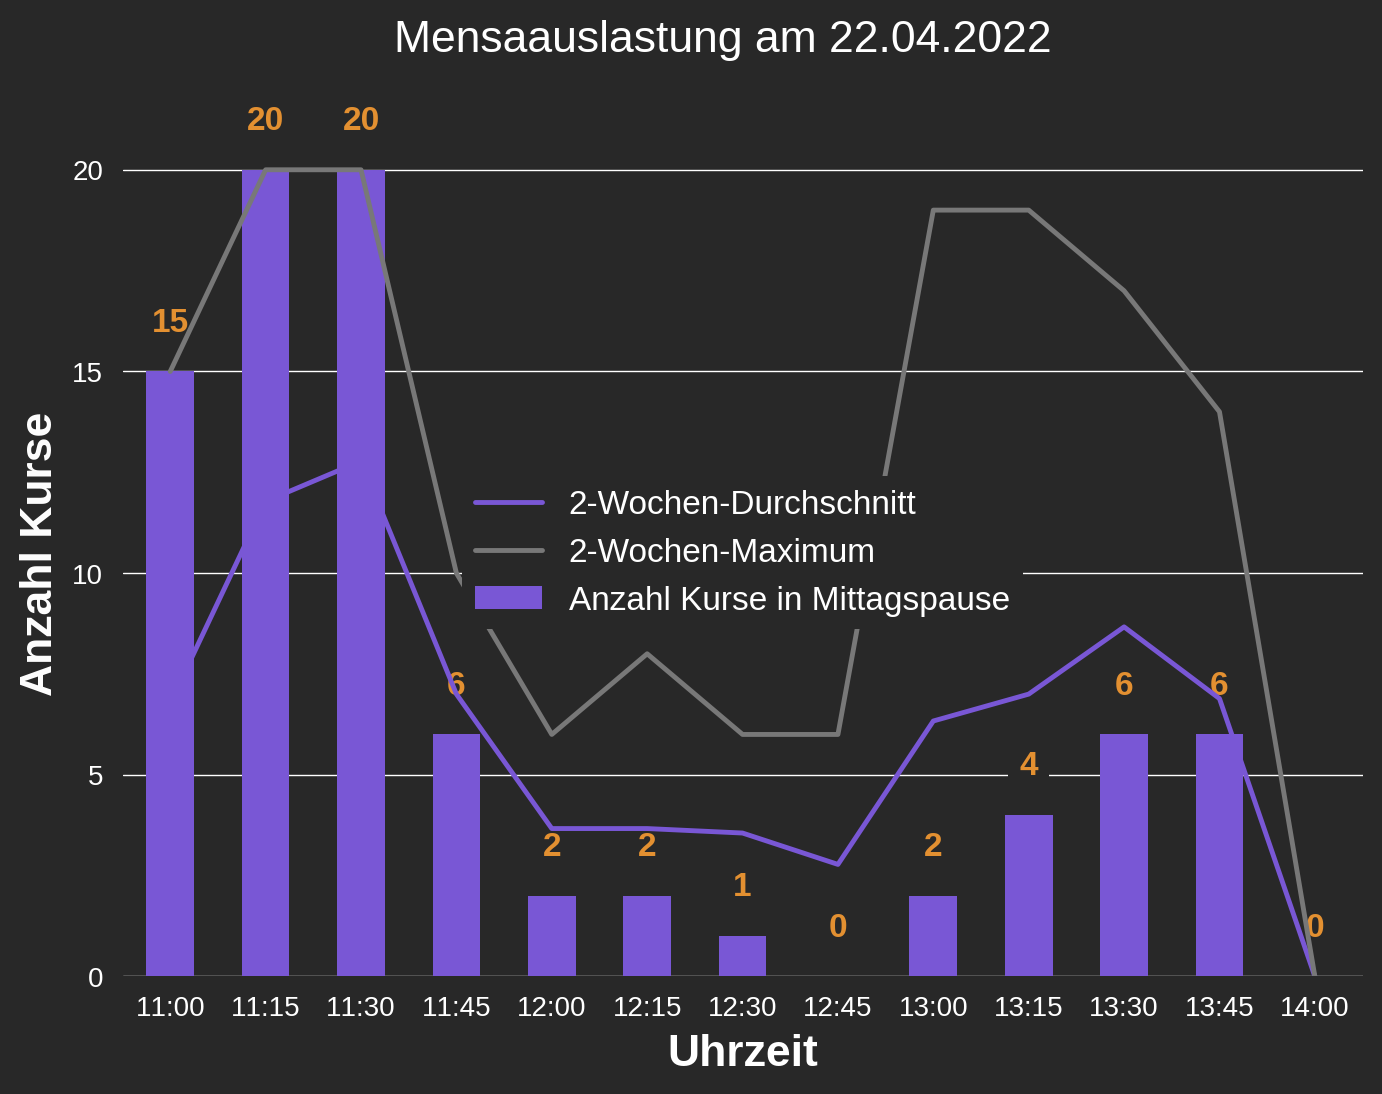 Mensaauslastung am 22.04.2022
20 20
20
15
15
Anzahl Kurse
2-Wochen-Durchschnitt
2-Wochen-Maximum
10
Anzahl Kurse in Mittagspause
6 6 6
5
4
2 2 2
1
0 0
0
11:00 11:15 11:30 11:45 12:00 12:15 12:30 12:45 13:00 13:15 13:30 13:45 14:00
Uhrzeit